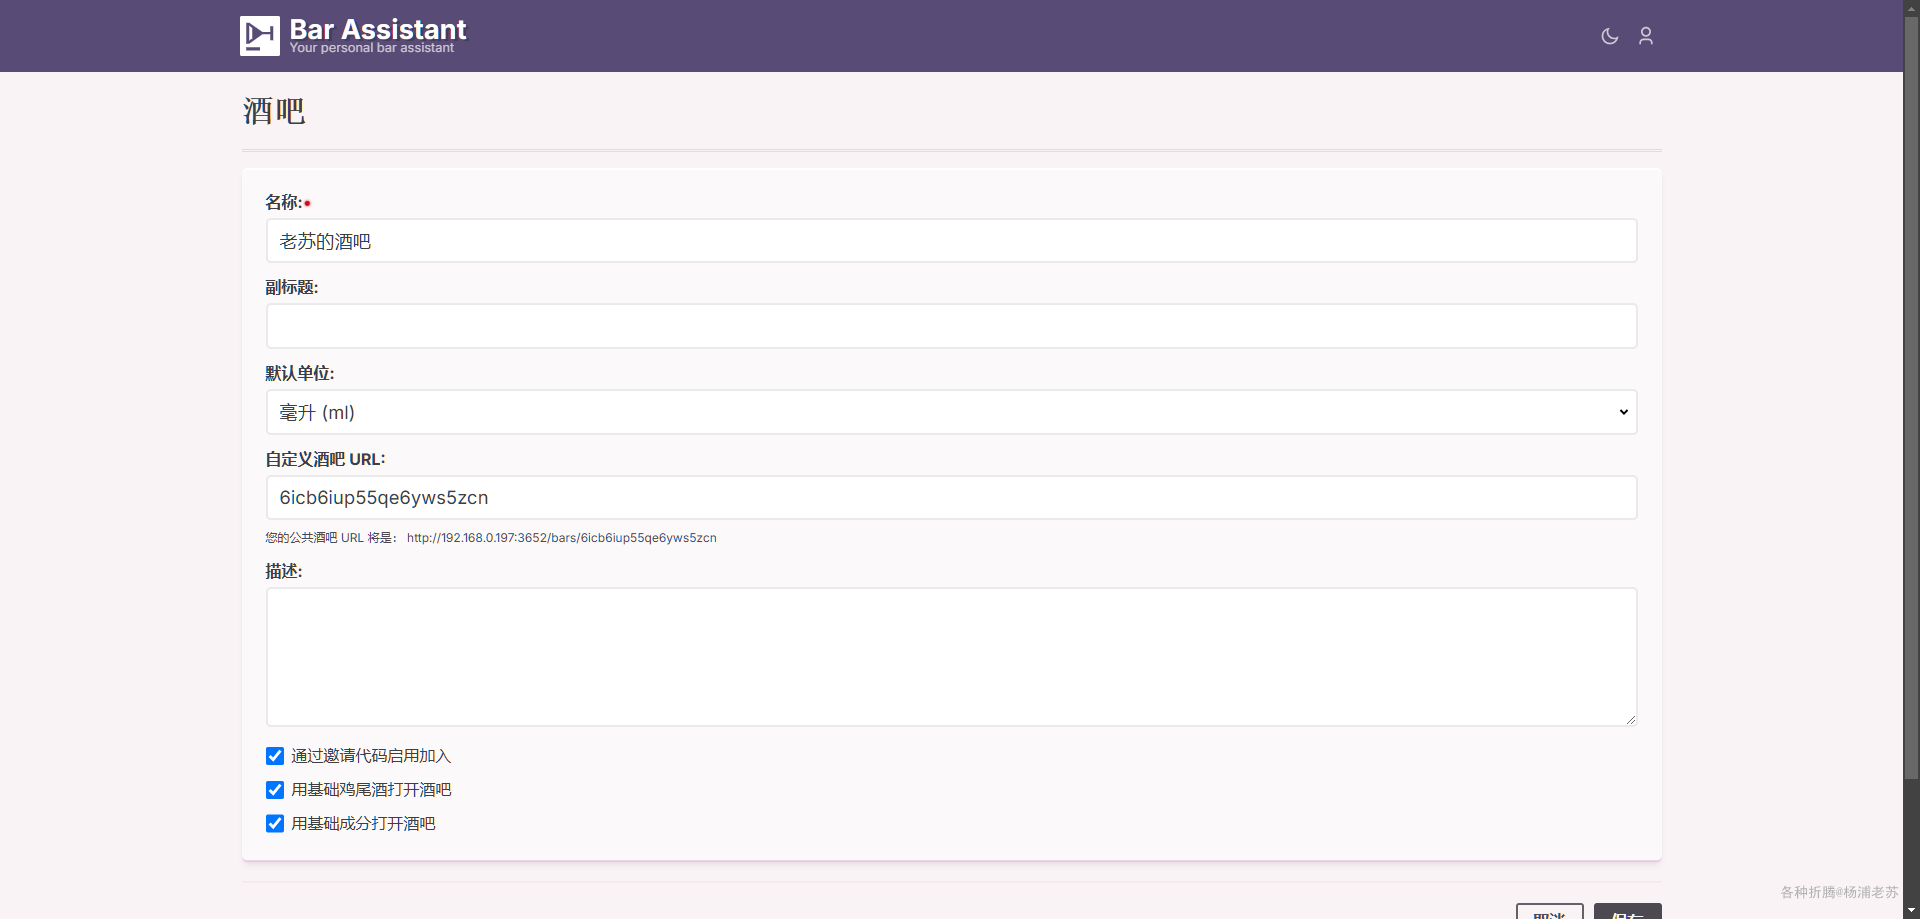 Bar Assistant
Your personal bar assistant
酒吧
名称:
老苏的酒吧
副标题:
默认单位:
毫升 (ml)
自定义酒吧 URL:
6icb6iup55qe6yws5zcn
您的公共酒吧 URL 将是： http://192.168.0.197:3652/bars/6icb6iup55qe6yws5zcn
描述:
通过邀请代码启用加入
用基础鸡尾酒打开酒吧
用基础成分打开酒吧
各种折腾@杨浦老苏
取消 保存